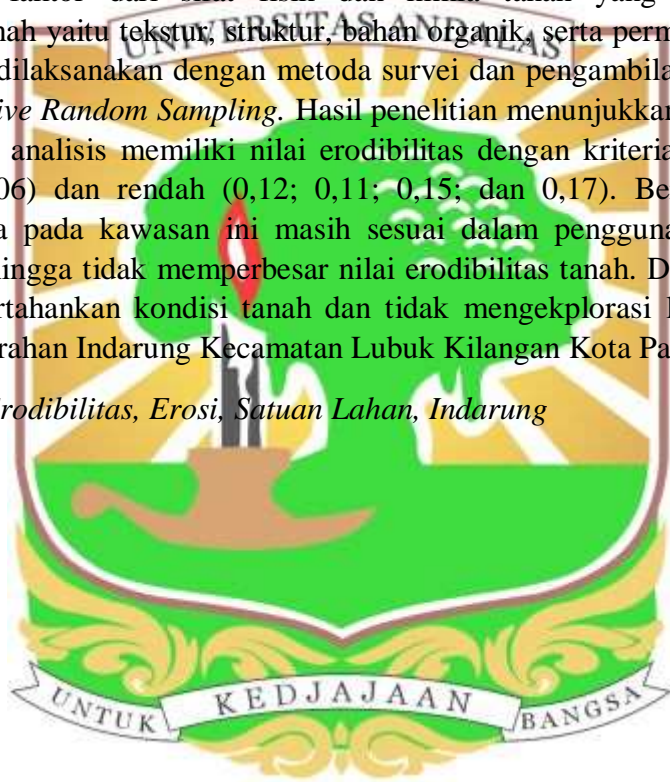 faktor dari sifat fisih dan kimia tanah yang
nah yaitu tekstur, struktur, bahan organik, serta perm
UNIVERSITAS ANDALAS
dilaksanakan dengan metoda survei dan pengambila
ive Random Sampling. Hasil penelitian menunjukkan
analisis memiliki nilai erodibilitas dengan kriteria
06) dan rendah (0,12; 0,11; 0,15; dan 0,17). Be
a pada kawasan ini masih sesuai dalam pengguna
hingga tidak memperbesar nilai erodibilitas tanah. D
ertahankan kondisi tanah dan tidak mengekplorasi
rahan Indarung Kecamatan Lubuk Kilangan Kota Pa
rodibilitas, Erosi, Satuan Lahan, Indarung
UNTUK KEDJAJAAN BANGSA